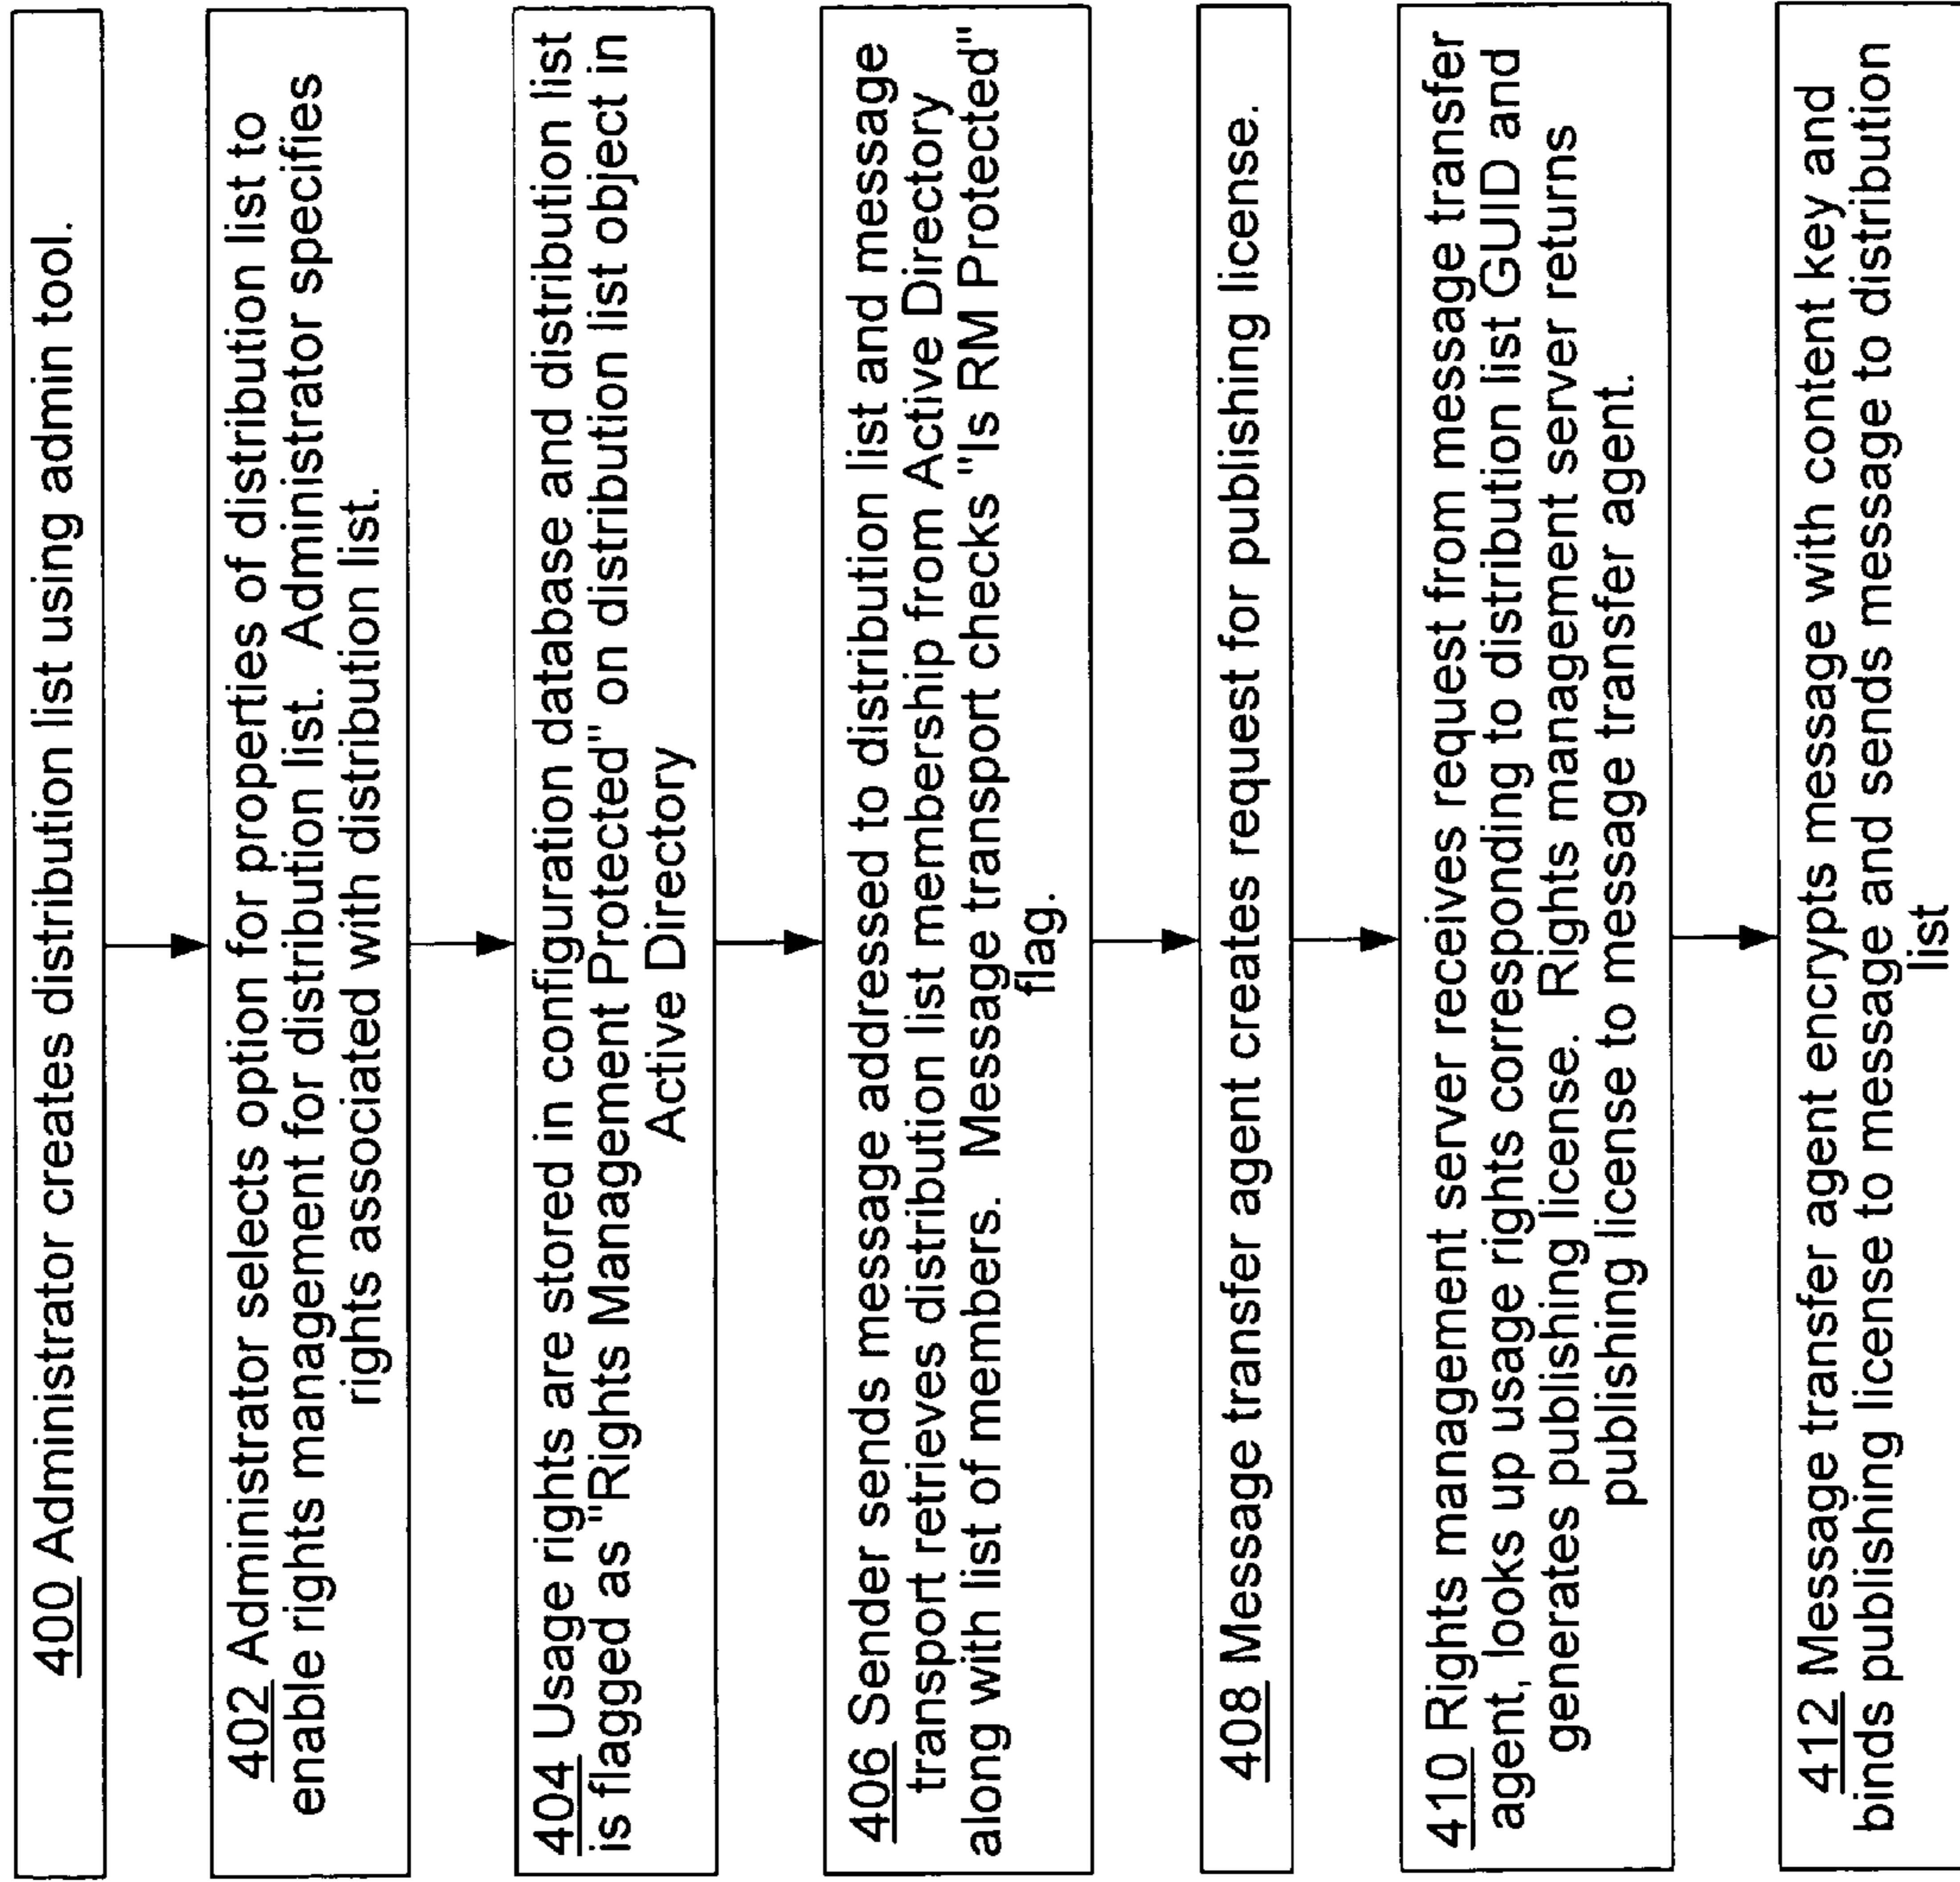 400 Administrator creates distribution list using admin tool.
402 Administrator selects option for properties of distribution list to
enable rights management for distribution list. Administrator specifies
rights associated with distribution list.
404 Usage rights are stored in configuration database and distribution list
is flagged as "Rights Management Protected" on distribution list object in
Active Directory
406 Sender sends message addressed to distribution list and message
transport retrieves distribution list membership from Active Directory
along with list of members. Message transport checks "Is RM Protected"
flag.
408 Message transfer agent creates request for publishing license.
410 Rights management server receives request from message transfer
agent, looks up usage rights corresponding to distribution list GUID and
generates publishing license. Rights management server returns
publishing license to message transfer agent.
412 Message transfer agent encrypts message with content key and
binds publishing license to message and sends message to distribution
list